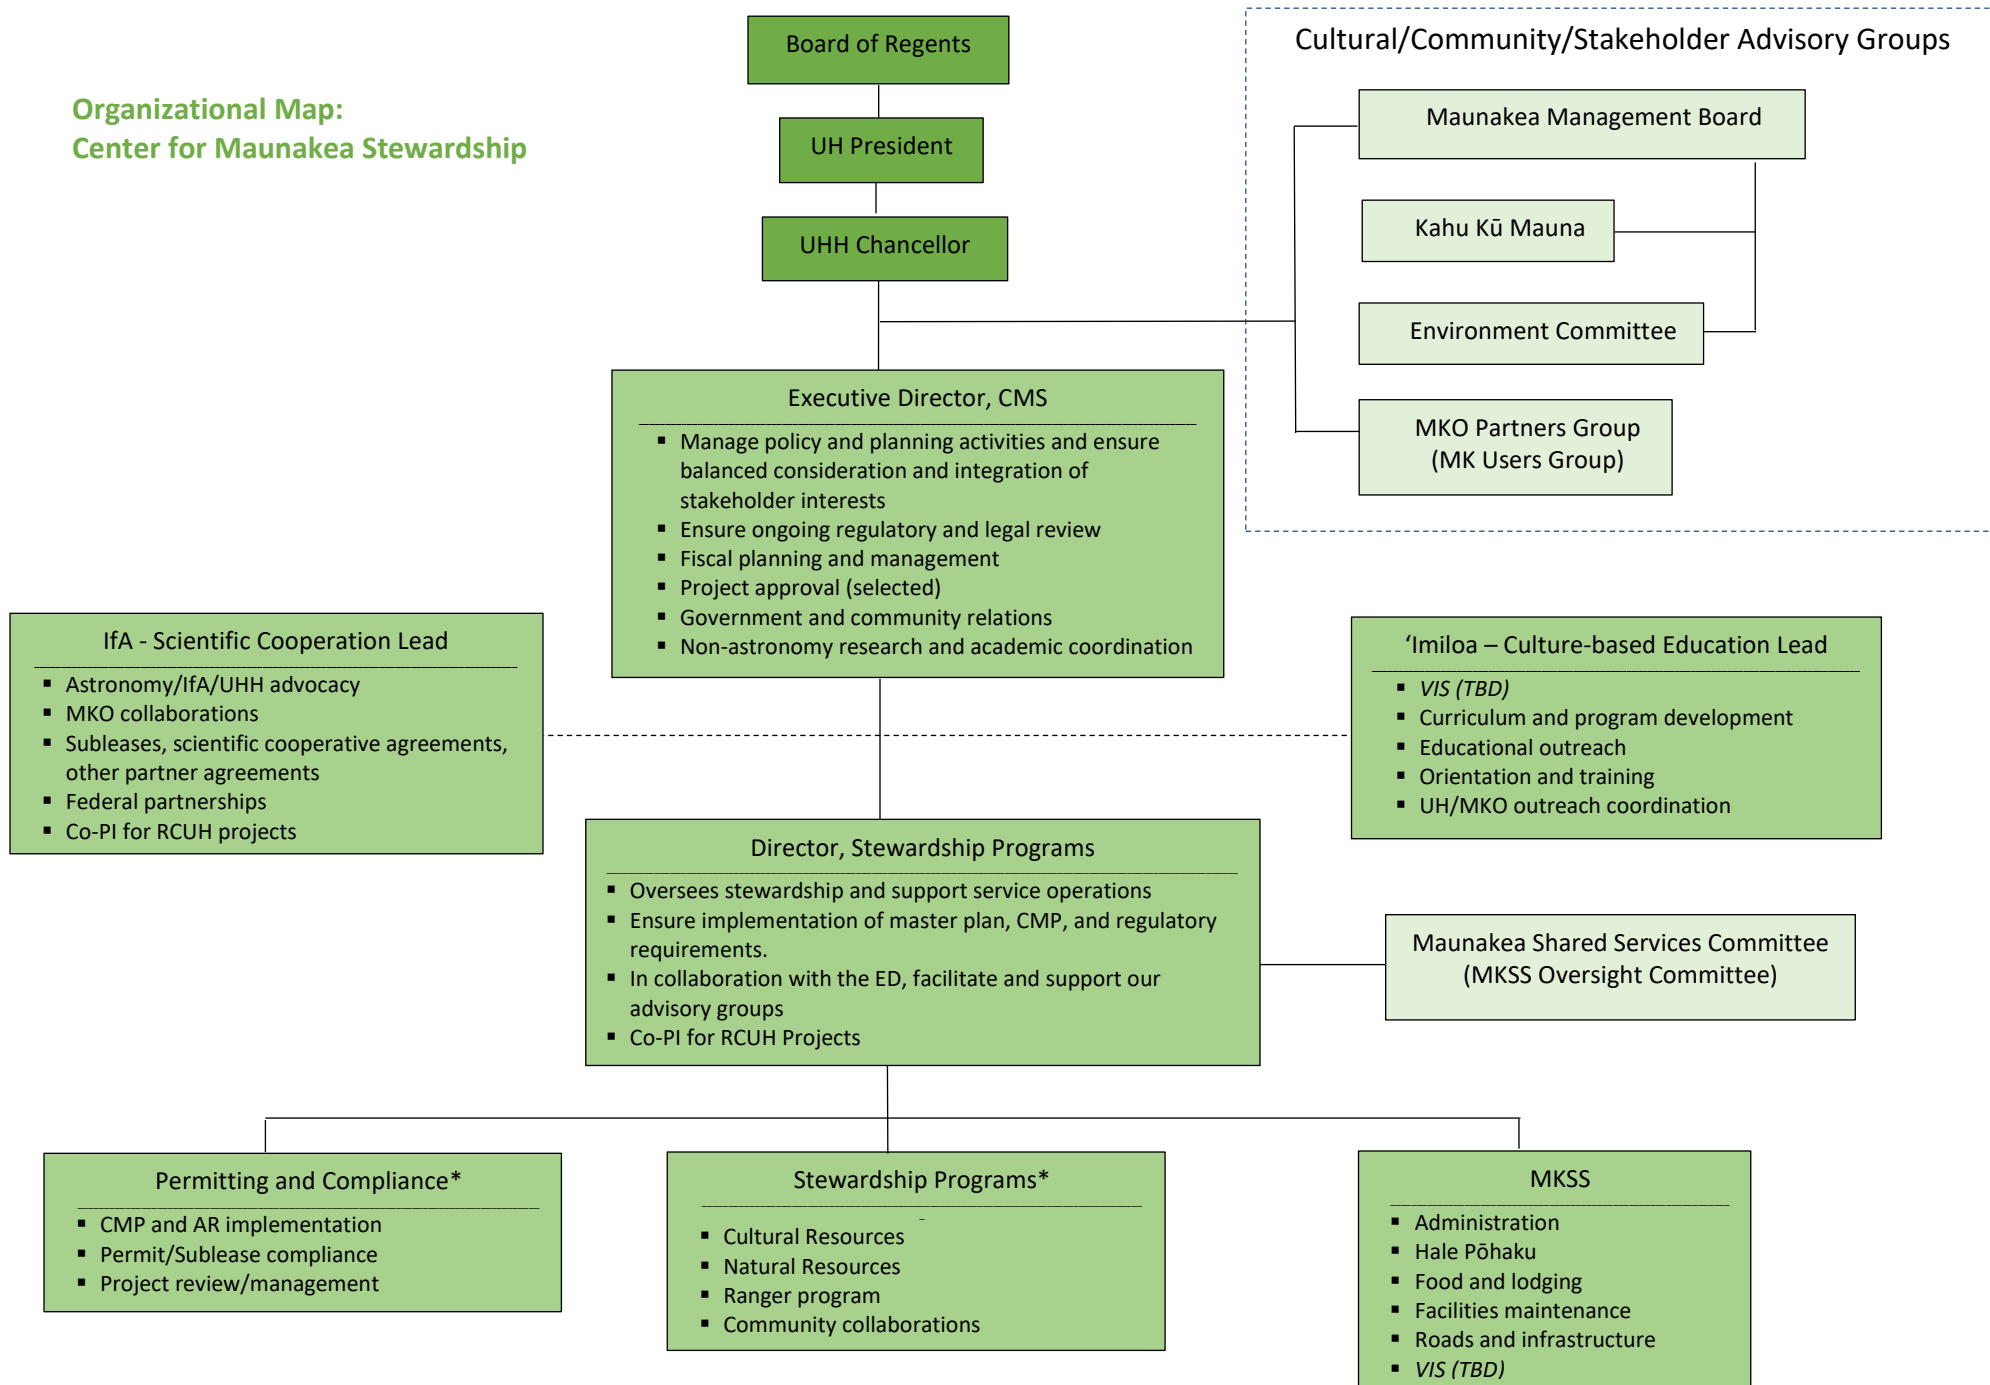 Organizational Map:
Center for Maunakea Stewardship
Board of Regents
UH President
UHH Chancellor
Cultural/Community/Stakeholder Advisory Groups
Maunakea Management Board
Kahu Kū Mauna
Environment Committee
MKO Partners Group
(MK Users Group)
Executive Director, CMS
▪ Manage policy and planning activities and ensure
balanced consideration and integration of
stakeholder interests
▪ Ensure ongoing regulatory and legal review
▪ Fiscal planning and management
▪ Project approval (selected)
▪ Government and community relations
▪ Non-astronomy research and academic coordination
IfA - Scientific Cooperation Lead
▪ Astronomy/IfA/UHH advocacy
▪ MKO collaborations
▪ Subleases, scientific cooperative agreements,
other partner agreements
▪ Federal partnerships
▪ Co-PI for RCUH projects
‘Imiloa – Culture-based Education Lead
▪ VIS (TBD)
▪ Curriculum and program development
▪ Educational outreach
▪ Orientation and training
▪ UH/MKO outreach coordination
Director, Stewardship Programs
▪ Oversees stewardship and support service operations
▪ Ensure implementation of master plan, CMP, and regulatory
requirements.
▪ In collaboration with the ED, facilitate and support our
advisory groups
▪ Co-PI for RCUH Projects
Maunakea Shared Services Committee
(MKSS Oversight Committee)
Permitting and Compliance*
▪ CMP and AR implementation
▪ Permit/Sublease compliance
▪ Project review/management
Stewardship Programs*
▪ Cultural Resources
▪ Natural Resources
▪ Ranger program
▪ Community collaborations
MKSS
▪ Administration
▪ Hale Pōhaku
▪ Food and lodging
▪ Facilities maintenance
▪ Roads and infrastructure
▪ VIS (TBD)